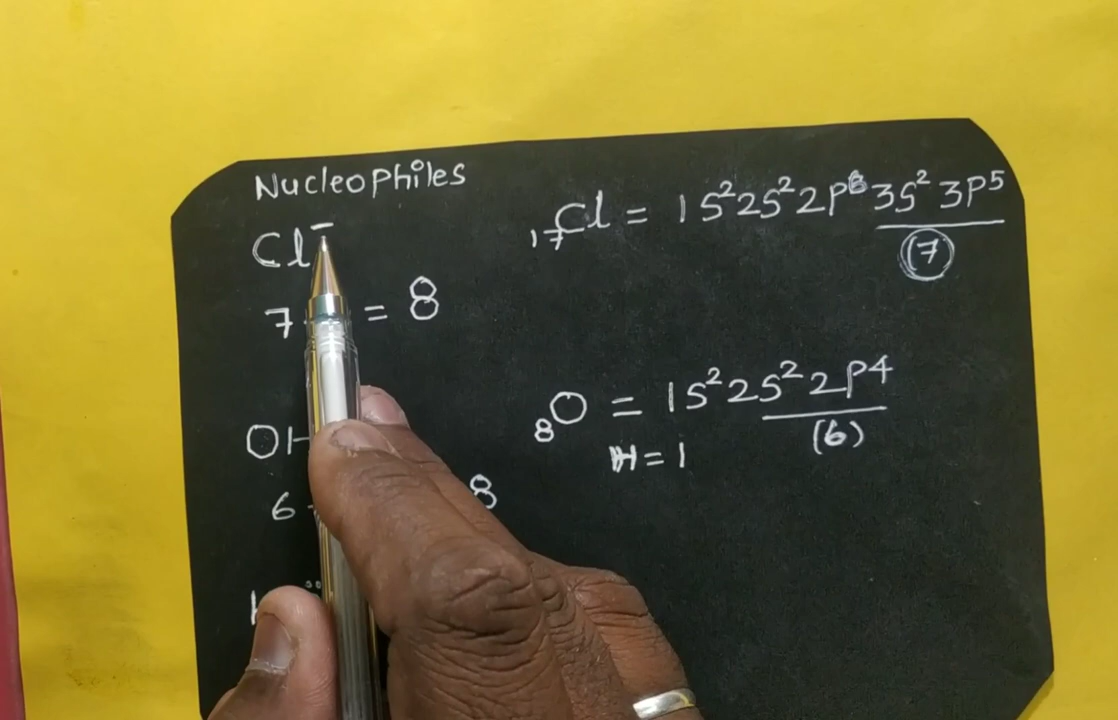 Nucleophiles
Cl⁻
7 = 8
OH
6 8
₁₇Cl = 1s²2s²2p⁶3s²3p⁵
(7)
₈O = 1s²2s²2p⁴
(6)
H = 1